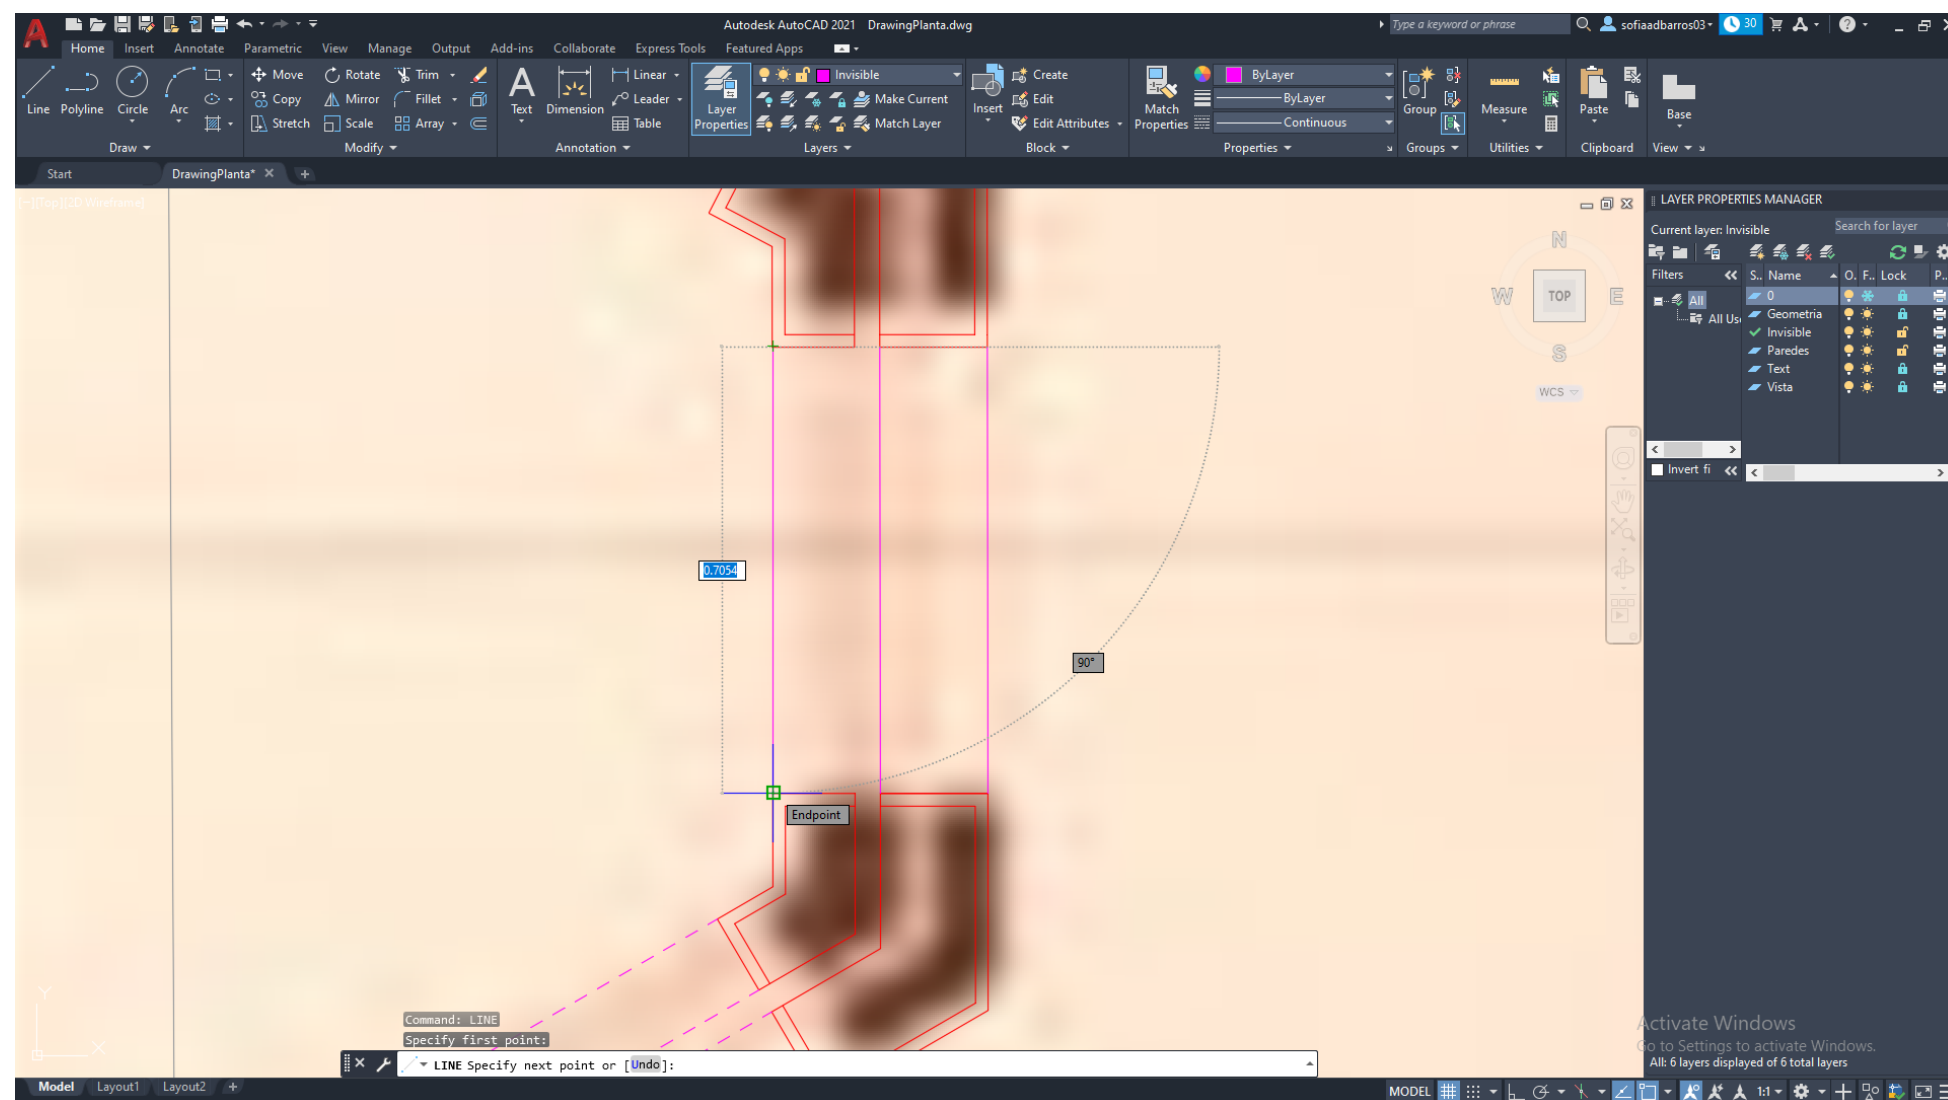 Autodesk AutoCAD 2021 DrawingPlanta.dwg
Type a keyword or phrase
sofiaadbarros03
30
Home Insert Annotate Parametric View Manage Output Add-ins Collaborate Express Tools Featured Apps
Line Polyline Circle Arc
Move Rotate Trim
Copy Mirror Fillet
Stretch Scale Array
Text Dimension
Linear
Leader
Table
Layer Properties
Invisible
Make Current
Match Layer
Insert
Create
Edit
Edit Attributes
Match Properties
ByLayer
ByLayer
Continuous
Group
Measure
Paste
Base
Draw Modify Annotation Layers Block Properties Groups Utilities Clipboard View
Start DrawingPlanta* +
[-][Top][2D Wireframe]
LAYER PROPERTIES MANAGER
Current layer: Invisible
Search for layer
Filters
S.. Name O. F.. Lock P..
All
All Us
0
Geometria
Invisible
Paredes
Text
Vista
Invert fi
N
W TOP E
S
WCS
0.7054
90°
Endpoint
Y
X
Command: LINE
Specify first point:
LINE Specify next point or [Undo]:
Activate Windows
Go to Settings to activate Windows.
All: 6 layers displayed of 6 total layers
Model Layout1 Layout2 +
MODEL 1:1